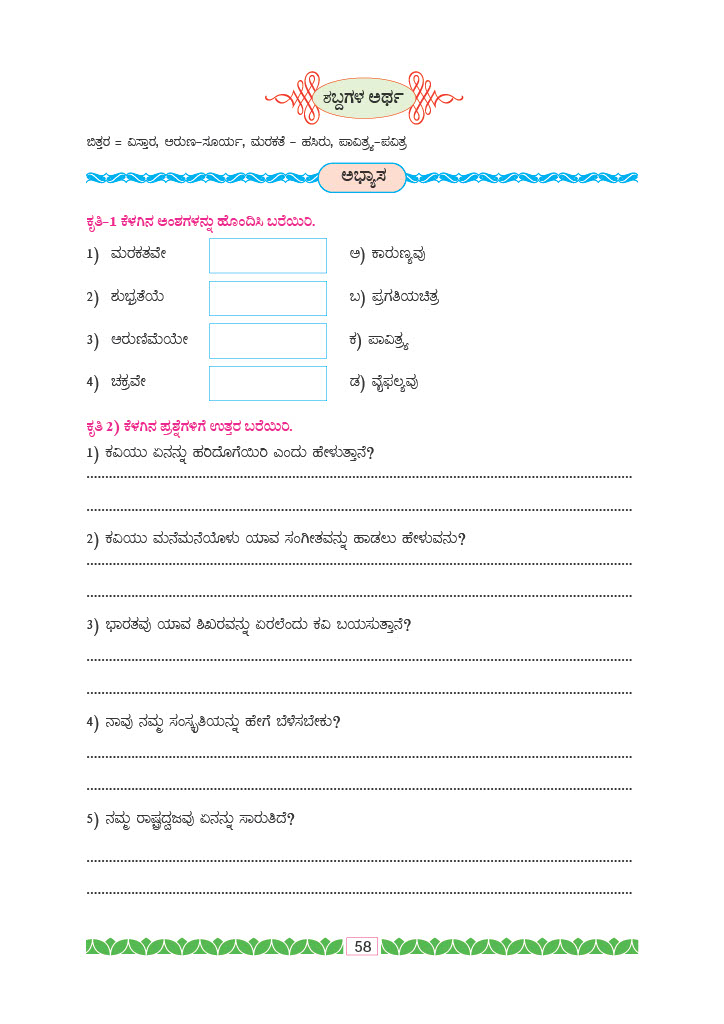 ಶಬ್ದಗಳ ಅರ್ಥ
ಬಿತ್ತರ = ವಿಸ್ತಾರ, ಅರುಣ-ಸೂರ್ಯ, ಮರಕತೆ - ಹಸಿರು, ಪಾವಿತ್ರ್ಯ-ಪವಿತ್ರ
ಅಭ್ಯಾಸ
ಕೃತಿ-1 ಕೆಳಗಿನ ಅಂಶಗಳನ್ನು ಹೊಂದಿಸಿ ಬರೆಯಿರಿ.
1) ಮರಕತವೇ ಅ) ಕಾರುಣ್ಯವು
2) ಶುಭ್ರತೆಯೆ ಬ) ಪ್ರಗತಿಯಚಿತ್ರ
3) ಆರುಣಿಮೆಯೇ ಕ) ಪಾವಿತ್ರ್ಯ
4) ಚಕ್ರವೇ ಡ) ವೈಫಲ್ಯವು
ಕೃತಿ 2) ಕೆಳಗಿನ ಪ್ರಶ್ನೆಗಳಿಗೆ ಉತ್ತರ ಬರೆಯಿರಿ.
1) ಕವಿಯು ಏನನ್ನು ಹರಿದೊಗೆಯಿರಿ ಎಂದು ಹೇಳುತ್ತಾನೆ?
2) ಕವಿಯು ಮನೆಮನೆಯೊಳು ಯಾವ ಸಂಗೀತವನ್ನು ಹಾಡಲು ಹೇಳುವನು?
3) ಭಾರತವು ಯಾವ ಶಿಖರವನ್ನು ಏರಲೆಂದು ಕವಿ ಬಯಸುತ್ತಾನೆ?
4) ನಾವು ನಮ್ಮ ಸಂಸ್ಕೃತಿಯನ್ನು ಹೇಗೆ ಬೆಳೆಸಬೇಕು?
5) ನಮ್ಮ ರಾಷ್ಟ್ರದ್ವಜವು ಏನನ್ನು ಸಾರುತಿದೆ?
58